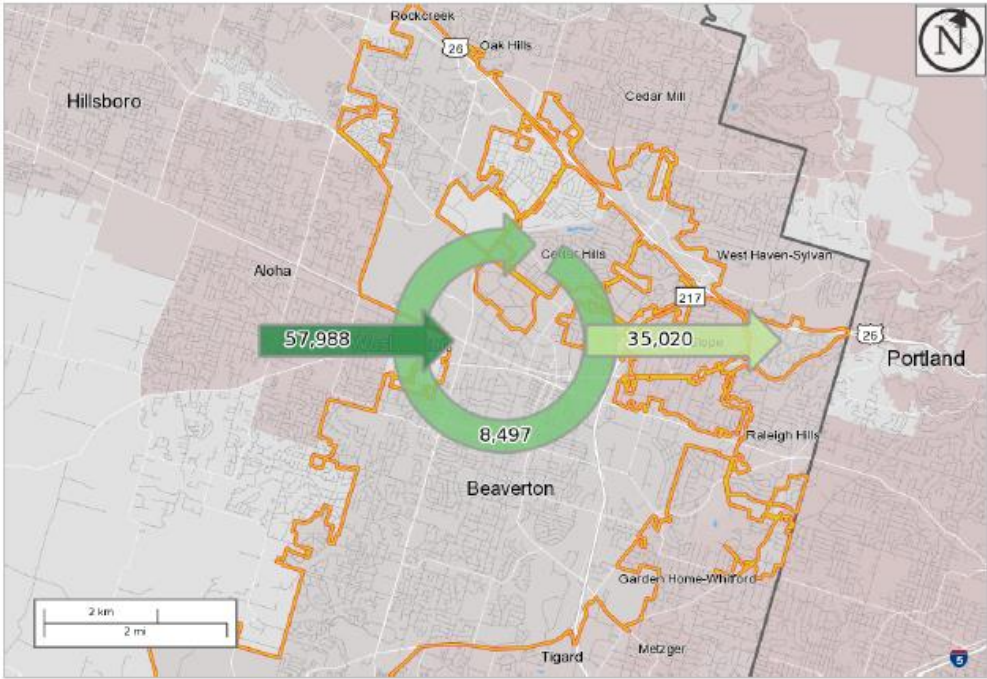 Rockcreek
N
26
Oak Hills
Hillsboro
Cedar Mill
Cedar Hills
West Haven-Sylvan
Aloha
217
57,988
35,020
26
Portland
8,497
Raleigh Hills
Beaverton
Garden Home-Whitford
2 km
2 mi
Metzger
Tigard
5